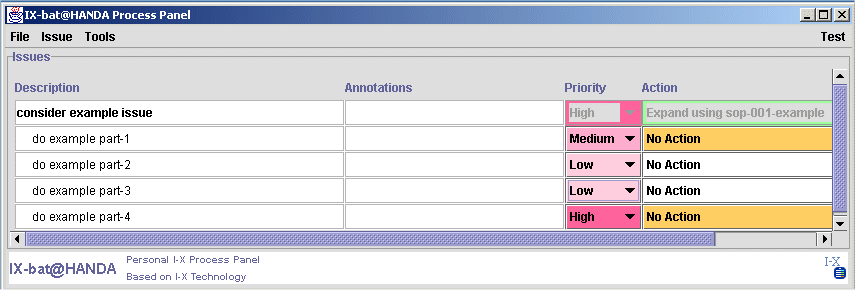 IX-bat@HANDA Process Panel
File Issue Tools Test
Issues
Description Annotations Priority Action
consider example issue High Expand using sop-001-example
do example part-1 Medium No Action
do example part-2 Low No Action
do example part-3 Low No Action
do example part-4 High No Action
IX-bat@HANDA Personal I-X Process Panel I-X
Based on I-X Technology